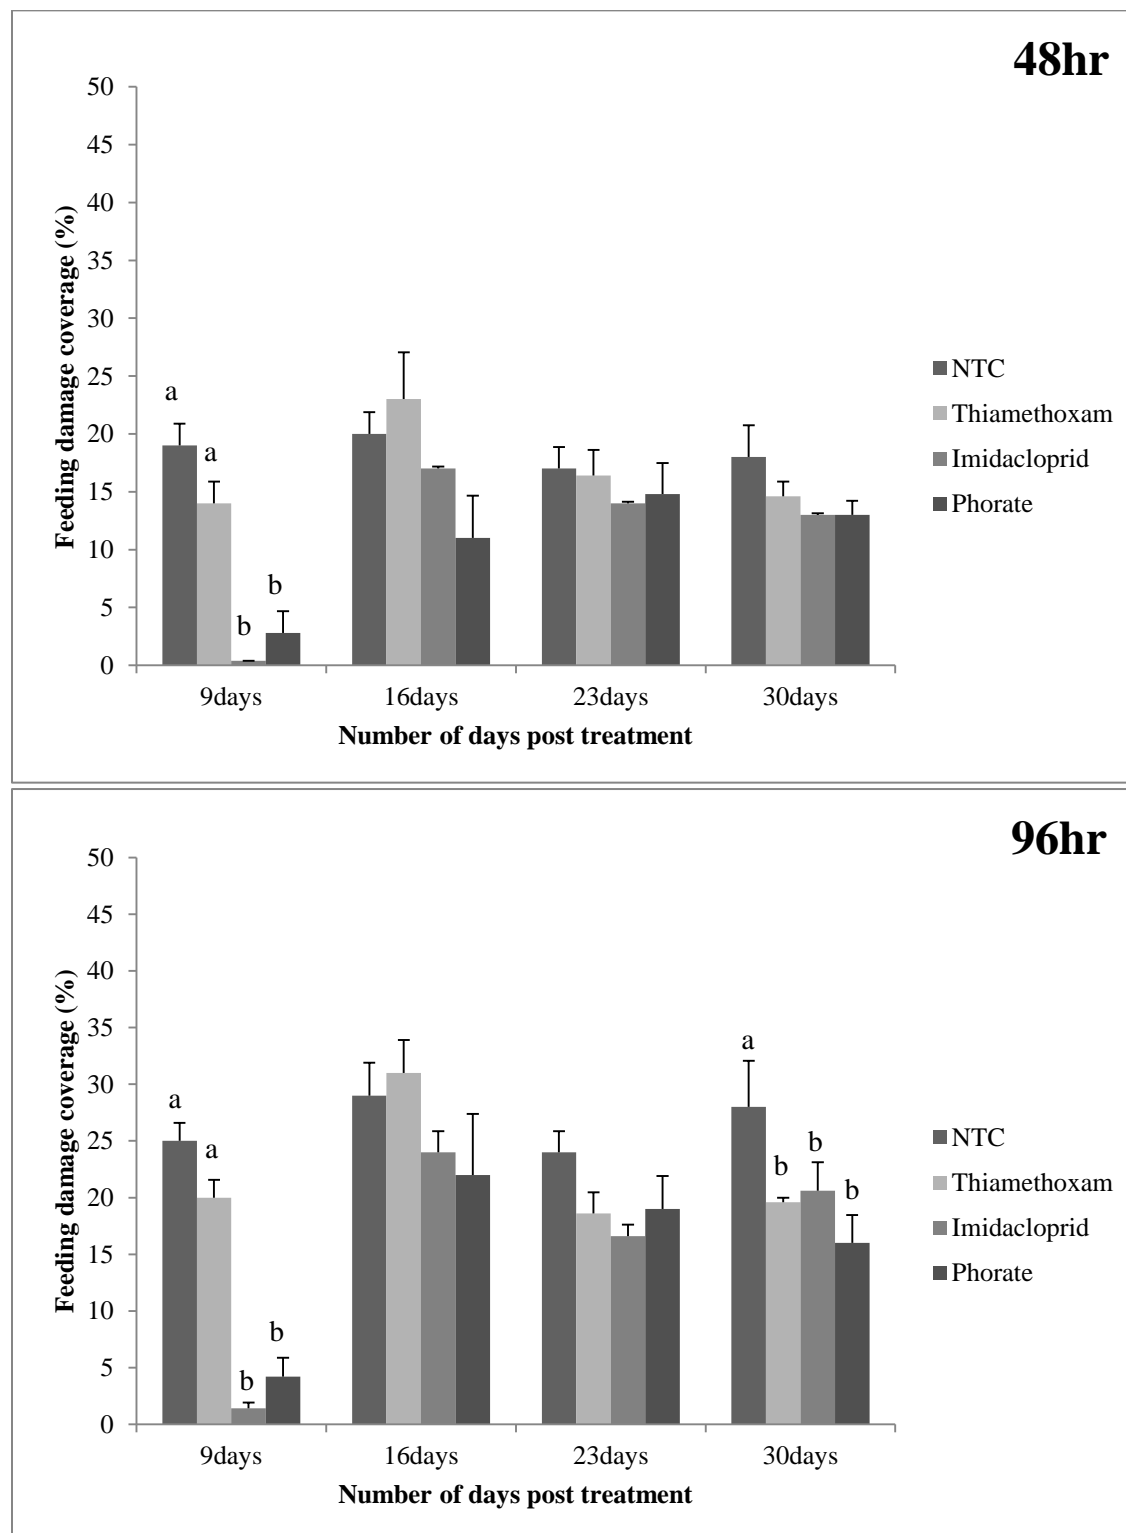 48hr
50
45
40
35
30
25
20
15
10
5
0
Feeding damage coverage (%)
a
a
b
b
9days
16days
23days
30days
Number of days post treatment
NTC
Thiamethoxam
Imidacloprid
Phorate
96hr
50
45
40
35
30
25
20
15
10
5
0
Feeding damage coverage (%)
a
a
b
b
a
b
b
b
9days
16days
23days
30days
Number of days post treatment
NTC
Thiamethoxam
Imidacloprid
Phorate